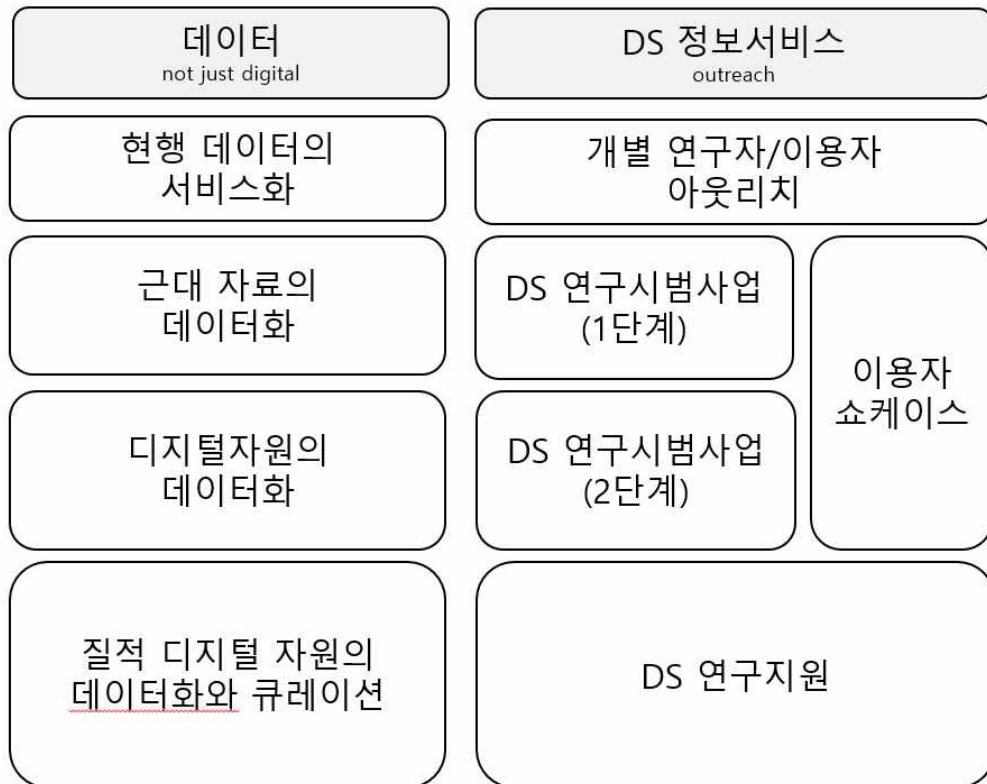 데이터
not just digital
DS 정보서비스
outreach
현행 데이터의
서비스화
개별 연구자/이용자
아웃리치
근대 자료의
데이터화
DS 연구시범사업
(1단계)
이용자
쇼케이스
디지털자원의
데이터화
DS 연구시범사업
(2단계)
질적 디지털 자원의
데이터화와 큐레이션
DS 연구지원